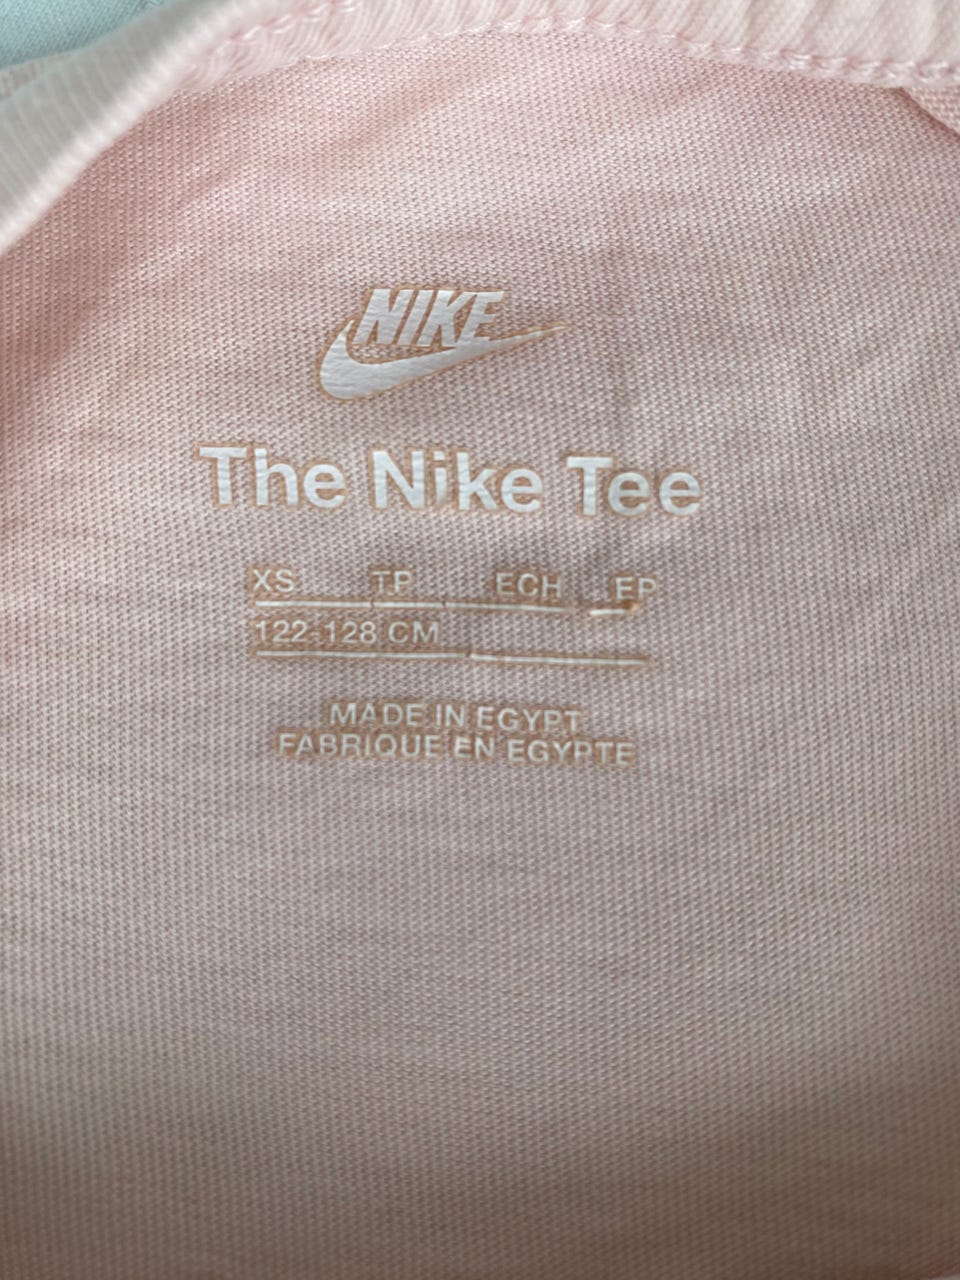 NIKE
The Nike Tee
XS TP ECH EP
122-128 CM
MADE IN EGYPT
FABRIQUE EN EGYPTE